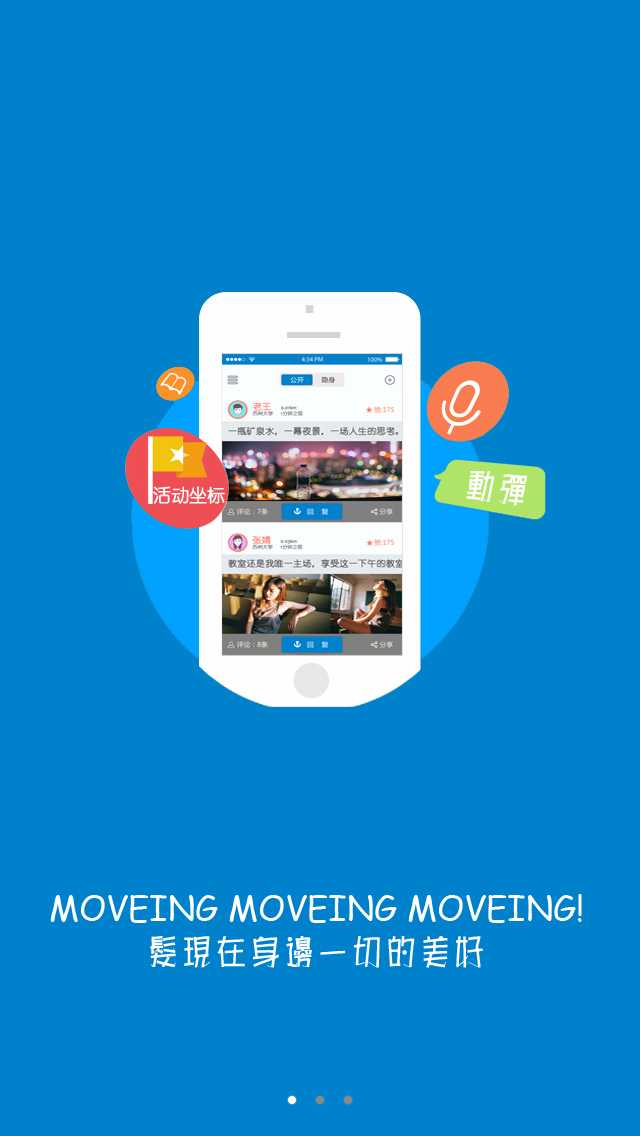 4:34 PM 100%
公开 隐身
老王 0.01km 赞:175
苏州大学 1分钟之前
一瓶矿泉水，一幕夜景，一场人生的思考。
评论：7条 回 复 分享
张婧 0.03km 赞:175
苏州大学 1分钟之前
教室还是我唯一主场，享受这一下午的教室
评论：8条 回 复 分享
活动坐标
動彈
MOVEING MOVEING MOVEING!
髮現在身邊一切的美好